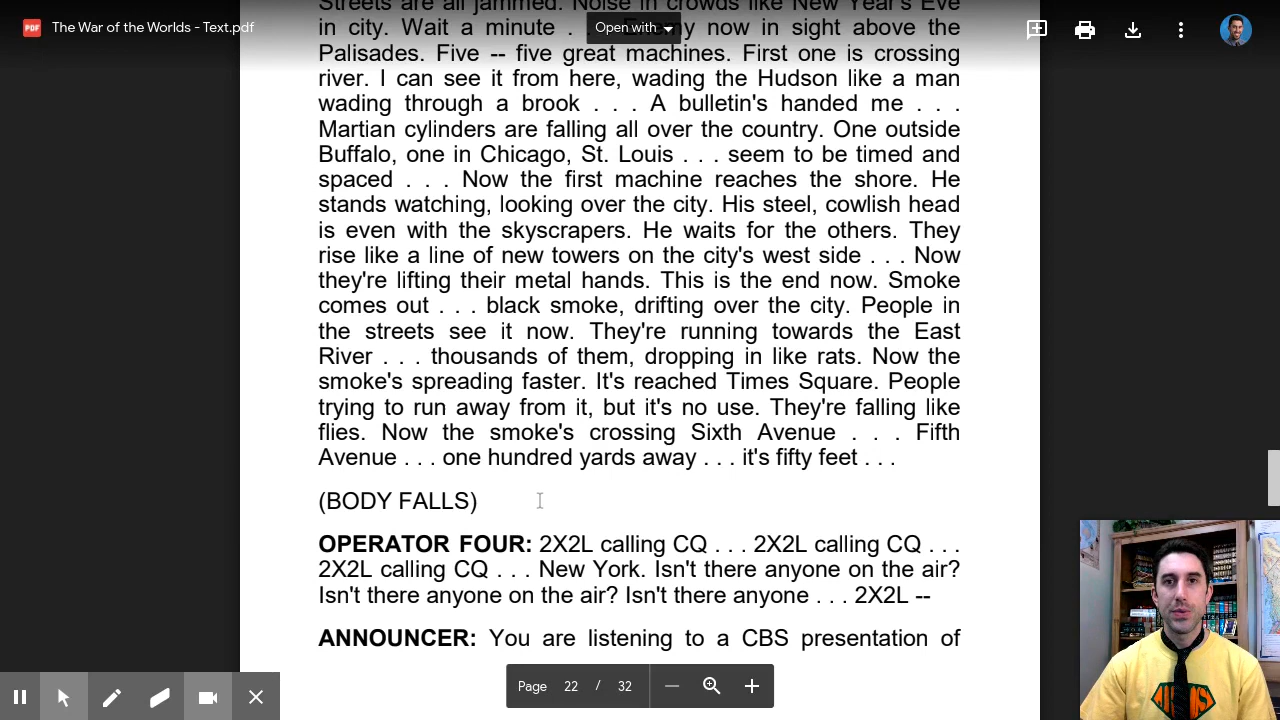 Streets are all jammed. Noise in crowds like New Year's Eve
The War of the Worlds - Text.pdf
Open with
in city. Wait a minute . . . Enemy now in sight above the
Palisades. Five -- five great machines. First one is crossing
river. I can see it from here, wading the Hudson like a man
wading through a brook . . . A bulletin's handed me . . .
Martian cylinders are falling all over the country. One outside
Buffalo, one in Chicago, St. Louis . . . seem to be timed and
spaced . . . Now the first machine reaches the shore. He
stands watching, looking over the city. His steel, cowlish head
is even with the skyscrapers. He waits for the others. They
rise like a line of new towers on the city's west side . . . Now
they're lifting their metal hands. This is the end now. Smoke
comes out . . . black smoke, drifting over the city. People in
the streets see it now. They're running towards the East
River . . . thousands of them, dropping in like rats. Now the
smoke's spreading faster. It's reached Times Square. People
trying to run away from it, but it's no use. They're falling like
flies. Now the smoke's crossing Sixth Avenue . . . Fifth
Avenue . . . one hundred yards away . . . it's fifty feet . . .
(BODY FALLS)
OPERATOR FOUR: 2X2L calling CQ . . . 2X2L calling CQ . . .
2X2L calling CQ . . . New York. Isn't there anyone on the air?
Isn't there anyone on the air? Isn't there anyone . . . 2X2L --
ANNOUNCER: You are listening to a CBS presentation of
Page 22 / 32